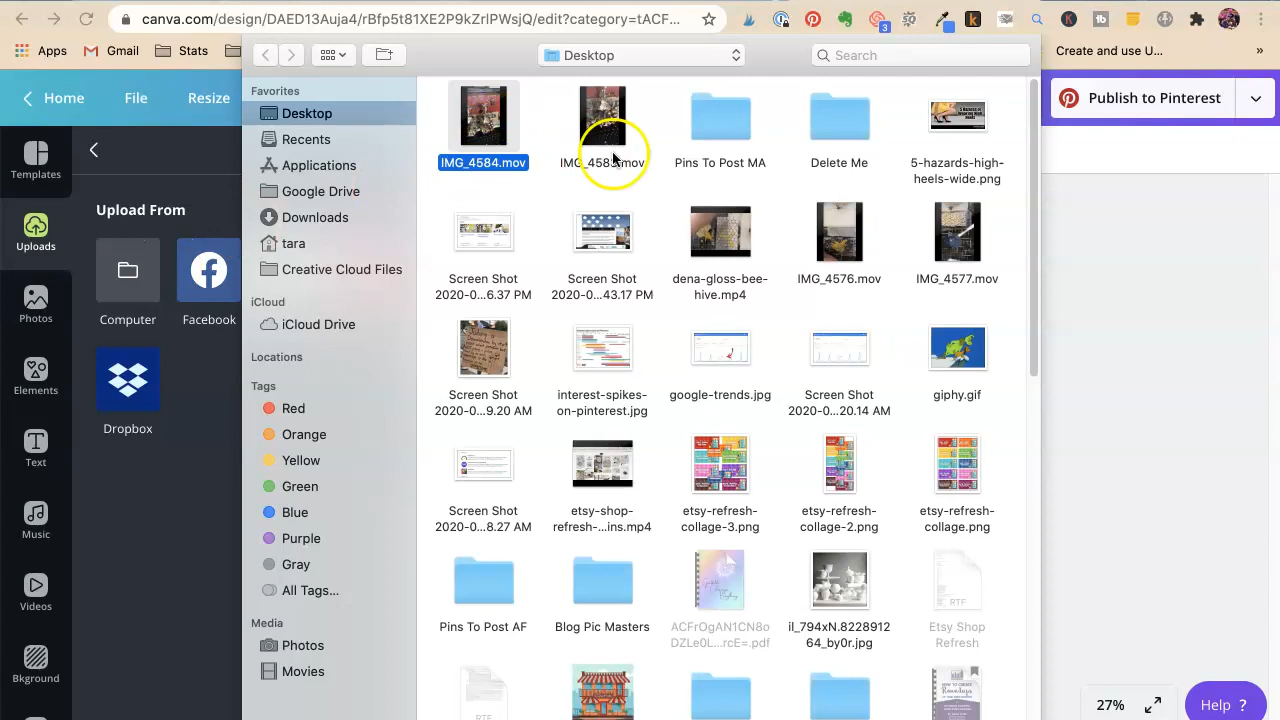 canva.com/design/DAED13Auja4/rBfp5t81XE2P9kZrlPWsjQ/edit?category=tACF...
3
Apps
Gmail
Stats
Create and use U...
»
Desktop
Search
Home
File
Resize
Publish to Pinterest
Templates
Uploads
Photos
Elements
Text
Music
Videos
Bkground
Upload From
Computer
Facebook
Dropbox
Favorites
Desktop
Recents
Applications
Google Drive
Downloads
tara
Creative Cloud Files
iCloud
iCloud Drive
Locations
Tags
Red
Orange
Yellow
Green
Blue
Purple
Gray
All Tags...
Media
Photos
Movies
IMG_4584.mov
Pins To Post MA
Delete Me
5-hazards-high-
heels-wide.png
Screen Shot
2020-0...6.37 PM
Screen Shot
2020-0...43.17 PM
dena-gloss-bee-
hive.mp4
IMG_4576.mov
IMG_4577.mov
Screen Shot
2020-0...9.20 AM
interest-spikes-
on-pinterest.jpg
google-trends.jpg
Screen Shot
2020-0...20.14 AM
giphy.gif
Screen Shot
2020-0...8.27 AM
etsy-shop-
refresh-...ins.mp4
etsy-refresh-
collage-3.png
etsy-refresh-
collage-2.png
etsy-refresh-
collage.png
Pins To Post AF
Blog Pic Masters
ACFrOgAN1CN8o
DZLe0L...rcE=.pdf
il_794xN.8228912
64_by0r.jpg
RTF
Etsy Shop
Refresh
27%
Help ?